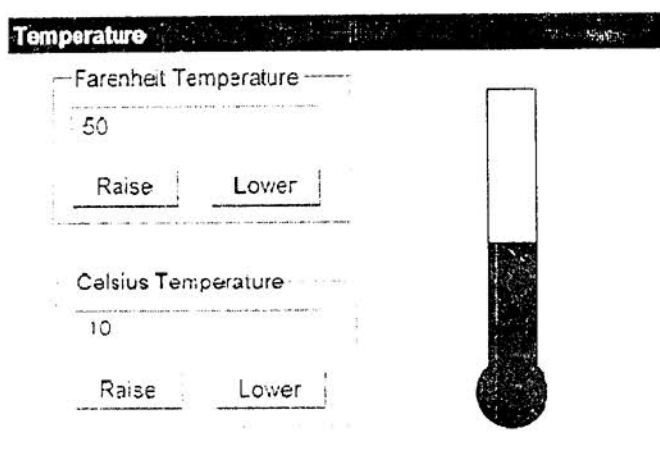 Temperature
Farenheit Temperature
50
Raise Lower
Celsius Temperature
10
Raise Lower